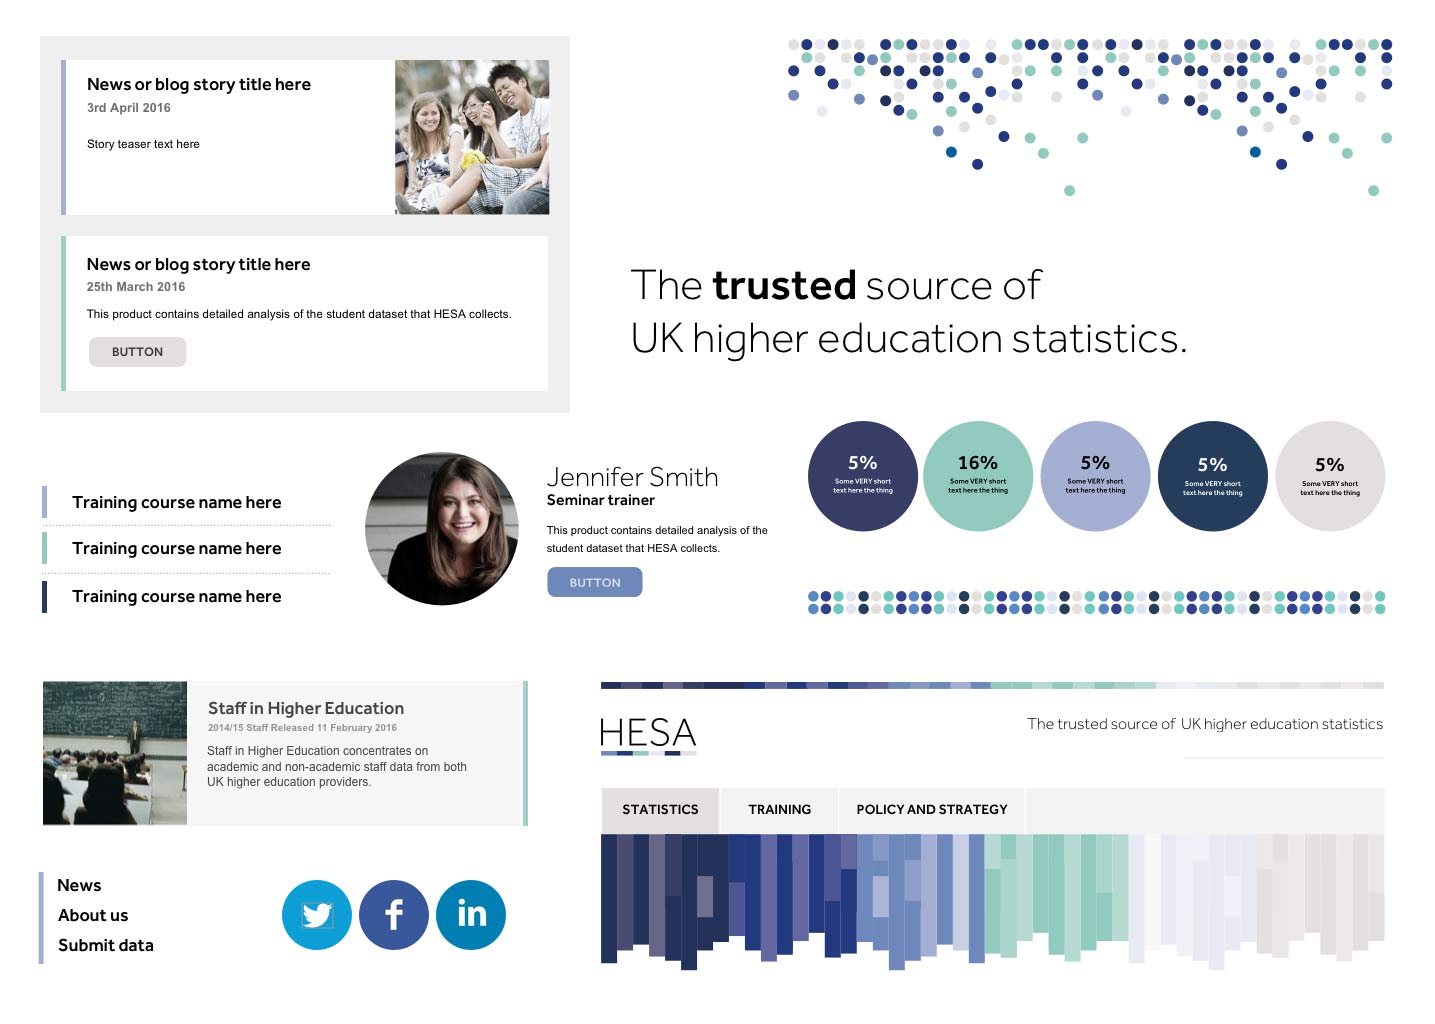 News or blog story title here
3rd April 2016
Story teaser text here
News or blog story title here
25th March 2016
This product contains detailed analysis of the student dataset that HESA collects.
BUTTON
The trusted source of
UK higher education statistics.
5%
Some VERY short
text here the thing
16%
Some VERY short
text here the thing
5%
Some VERY short
text here the thing
5%
Some VERY short
text here the thing
5%
Some VERY short
text here the thing
Training course name here
Training course name here
Training course name here
Jennifer Smith
Seminar trainer
This product contains detailed analysis of the
student dataset that HESA collects.
BUTTON
Staff in Higher Education
2014/15 Staff Released 11 February 2016
Staff in Higher Education concentrates on
academic and non-academic staff data from both
UK higher education providers.
News
About us
Submit data
f
in
HESA
The trusted source of UK higher education statistics
STATISTICS
TRAINING
POLICY AND STRATEGY